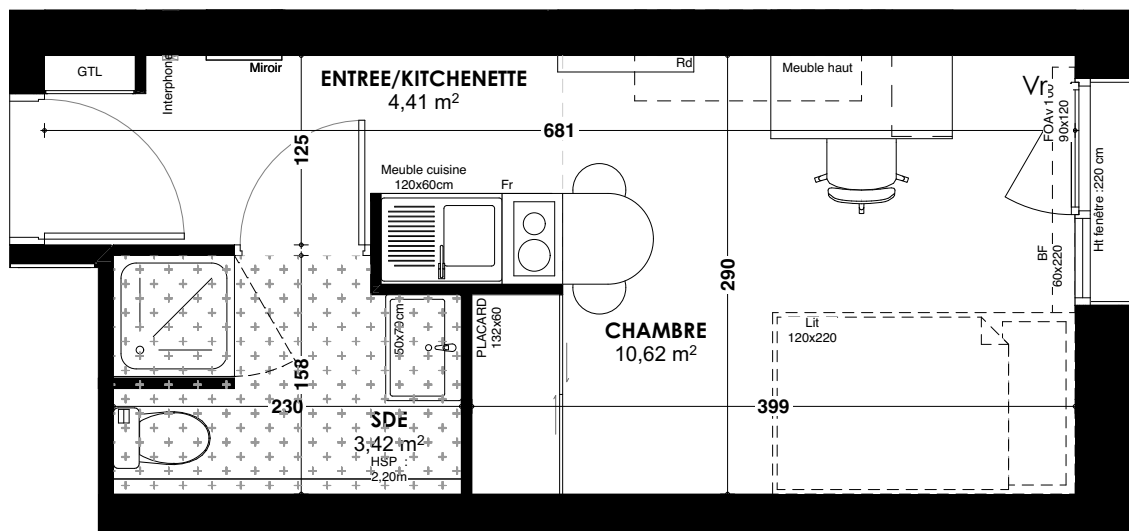 GTL
Interphone
Miroir
ENTREE/KITCHENETTE
4,41 m²
Rd
Meuble haut
Vr
FOAv 1
90x120
Ht fenêtre :220 cm
681
125
Meuble cuisine
120x60cm
Fr
290
BF
60x220
PLACARD
132x60
CHAMBRE
10,62 m²
Lit
120x220
50x70cm
158
230
399
SDE
3,42 m²
HSP :
2,20m